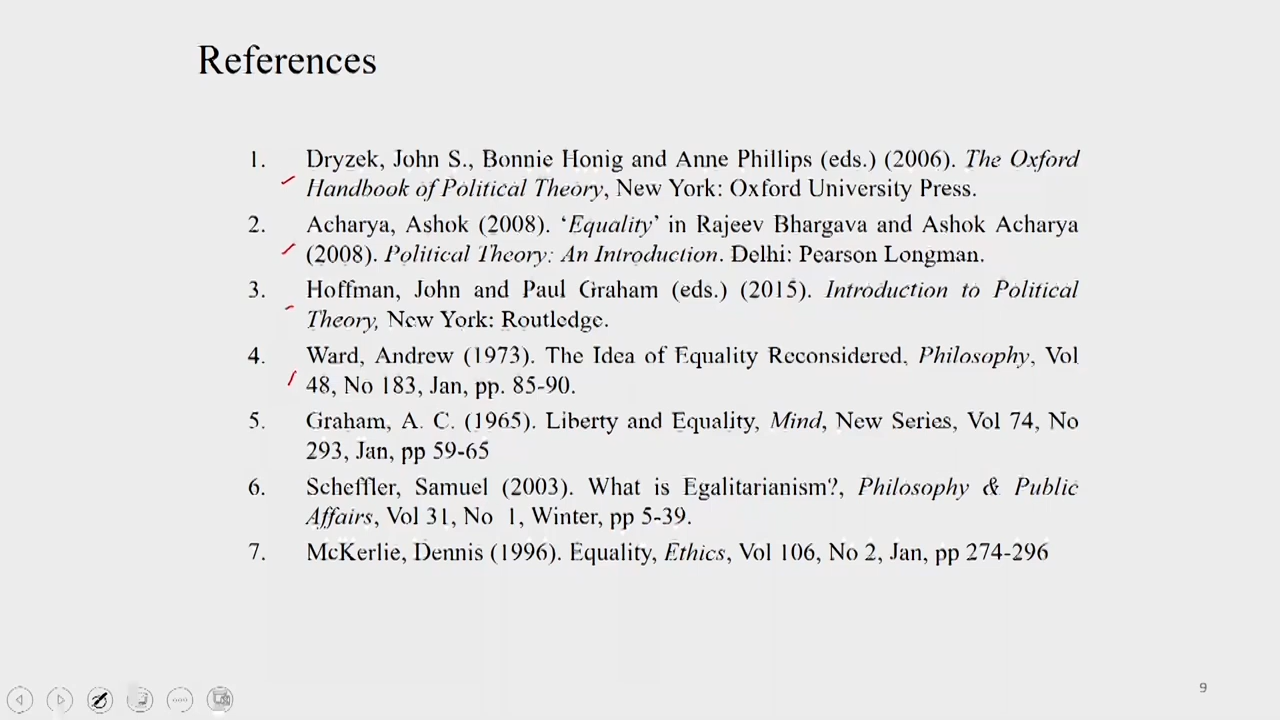 References
1. Dryzek, John S., Bonnie Honig and Anne Phillips (eds.) (2006). The Oxford
Handbook of Political Theory, New York: Oxford University Press.
2. Acharya, Ashok (2008). ‘Equality’ in Rajeev Bhargava and Ashok Acharya
(2008). Political Theory: An Introduction. Delhi: Pearson Longman.
3. Hoffman, John and Paul Graham (eds.) (2015). Introduction to Political
Theory, New York: Routledge.
4. Ward, Andrew (1973). The Idea of Equality Reconsidered, Philosophy, Vol
48, No 183, Jan, pp. 85-90.
5. Graham, A. C. (1965). Liberty and Equality, Mind, New Series, Vol 74, No
293, Jan, pp 59-65
6. Scheffler, Samuel (2003). What is Egalitarianism?, Philosophy & Public
Affairs, Vol 31, No 1, Winter, pp 5-39.
7. McKerlie, Dennis (1996). Equality, Ethics, Vol 106, No 2, Jan, pp 274-296
9